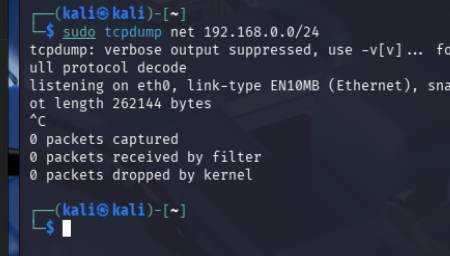 ┌──(kali㉿kali)-[~]
└─$ sudo tcpdump net 192.168.0.0/24
tcpdump: verbose output suppressed, use -v[v]... fo
ull protocol decode
listening on eth0, link-type EN10MB (Ethernet), sna
ot length 262144 bytes
^C
0 packets captured
0 packets received by filter
0 packets dropped by kernel

┌──(kali㉿kali)-[~]
└─$